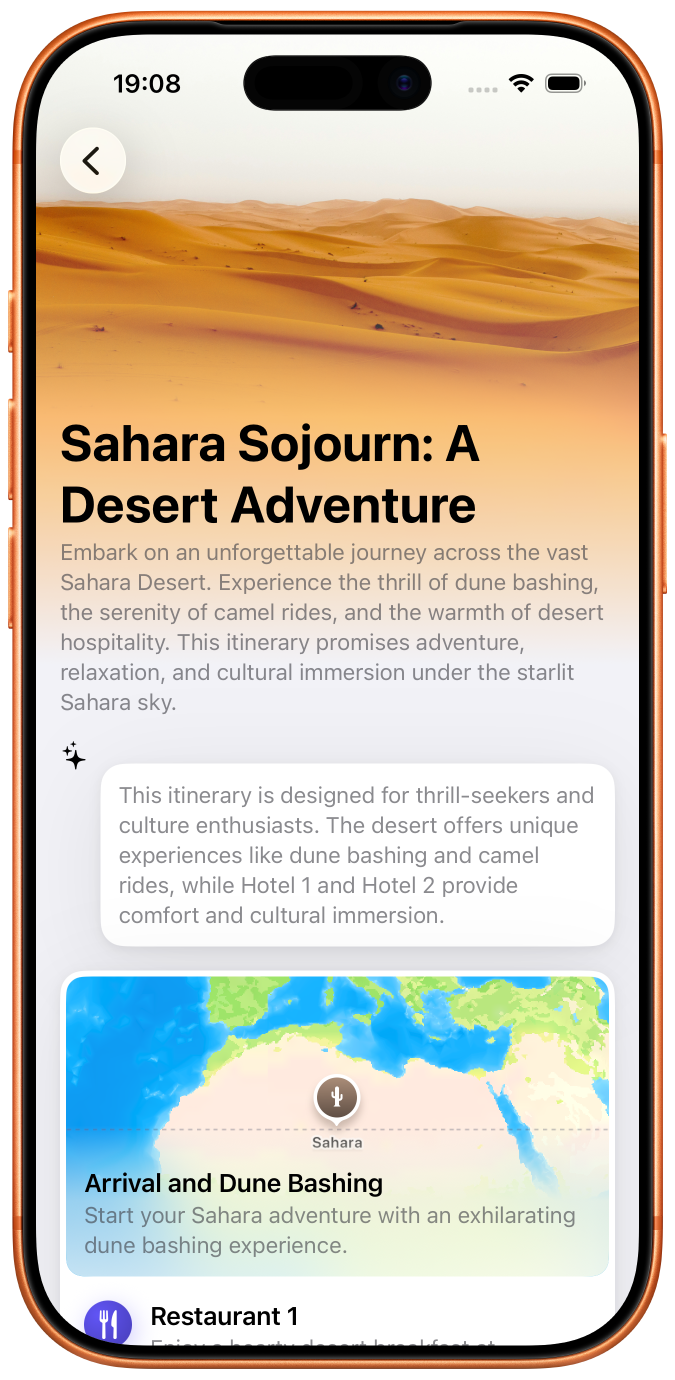 19:08
Sahara Sojourn: A
Desert Adventure
Embark on an unforgettable journey across the vast
Sahara Desert. Experience the thrill of dune bashing,
the serenity of camel rides, and the warmth of desert
hospitality. This itinerary promises adventure,
relaxation, and cultural immersion under the starlit
Sahara sky.
This itinerary is designed for thrill-seekers and
culture enthusiasts. The desert offers unique
experiences like dune bashing and camel
rides, while Hotel 1 and Hotel 2 provide
comfort and cultural immersion.
Sahara
Arrival and Dune Bashing
Start your Sahara adventure with an exhilarating
dune bashing experience.
Restaurant 1
Enjoy a hearty desert breakfast at